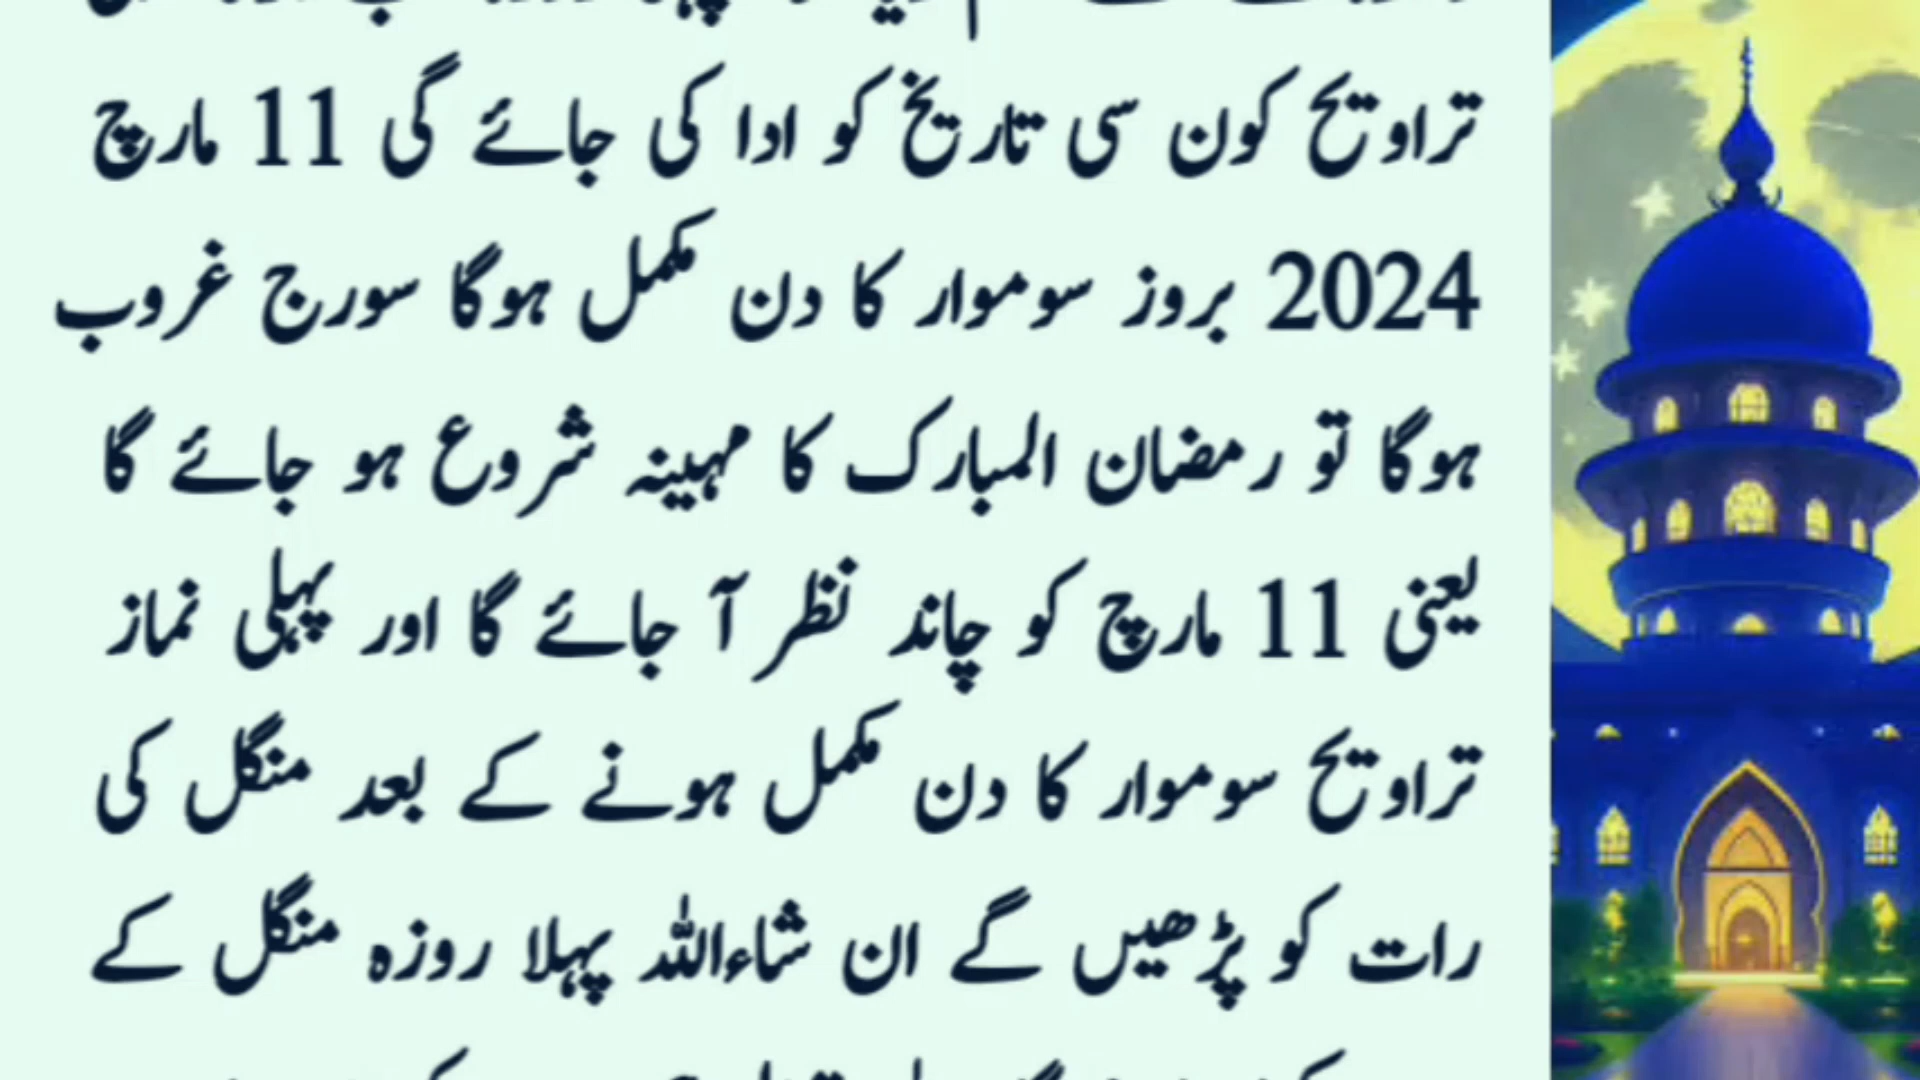 تراویح کون سی تاریخ کو ادا کی جائے گی 11 مارچ
2024 بروز سوموار کا دن مکمل ہوگا سورج غروب
ہوگا تو رمضان المبارک کا مہینہ شروع ہو جائے گا
یعنی 11 مارچ کو چاند نظر آ جائے گا اور پہلی نماز
تراویح سوموار کا دن مکمل ہونے کے بعد منگل کی
رات کو پڑھیں گے ان شاءاللہ پہلا روزہ منگل کے